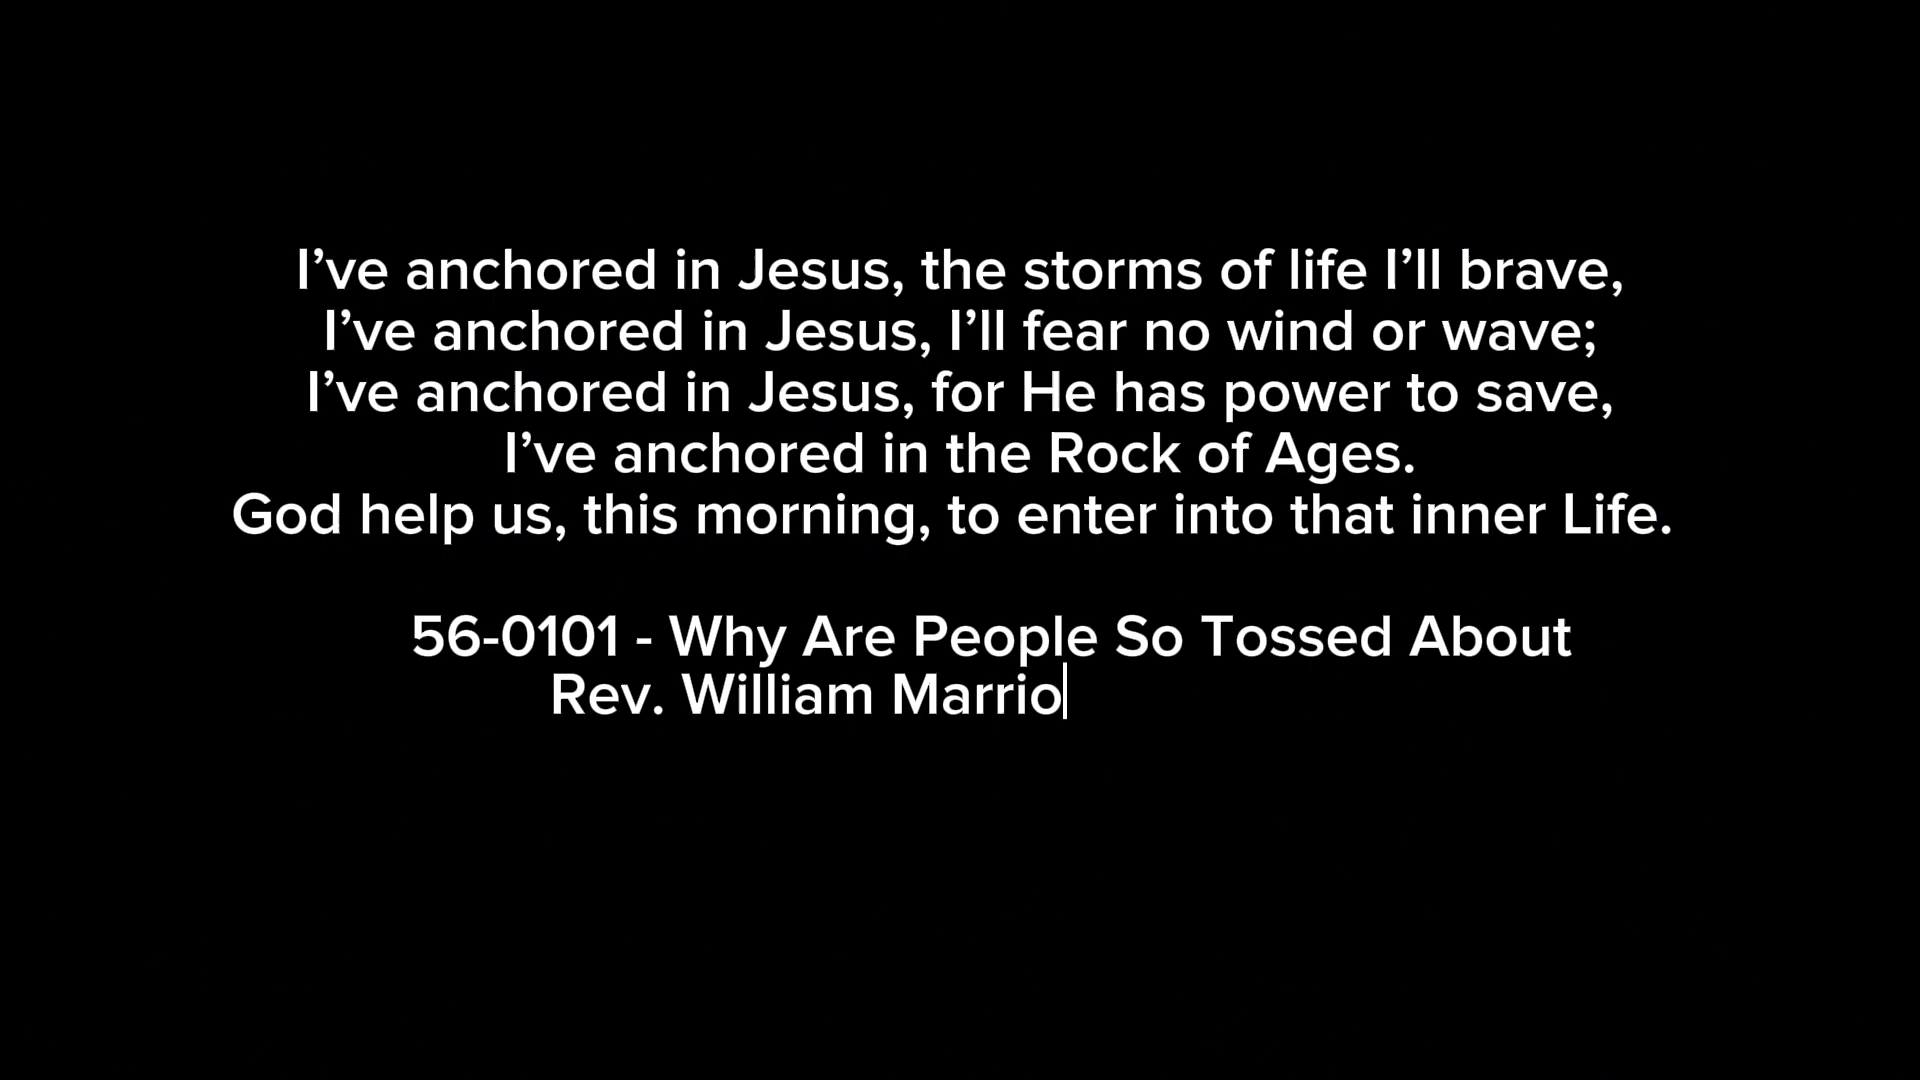 I’ve anchored in Jesus, the storms of life I’ll brave,
I’ve anchored in Jesus, I’ll fear no wind or wave;
I’ve anchored in Jesus, for He has power to save,
I’ve anchored in the Rock of Ages.
God help us, this morning, to enter into that inner Life.
56-0101 - Why Are People So Tossed About
Rev. William Marrio